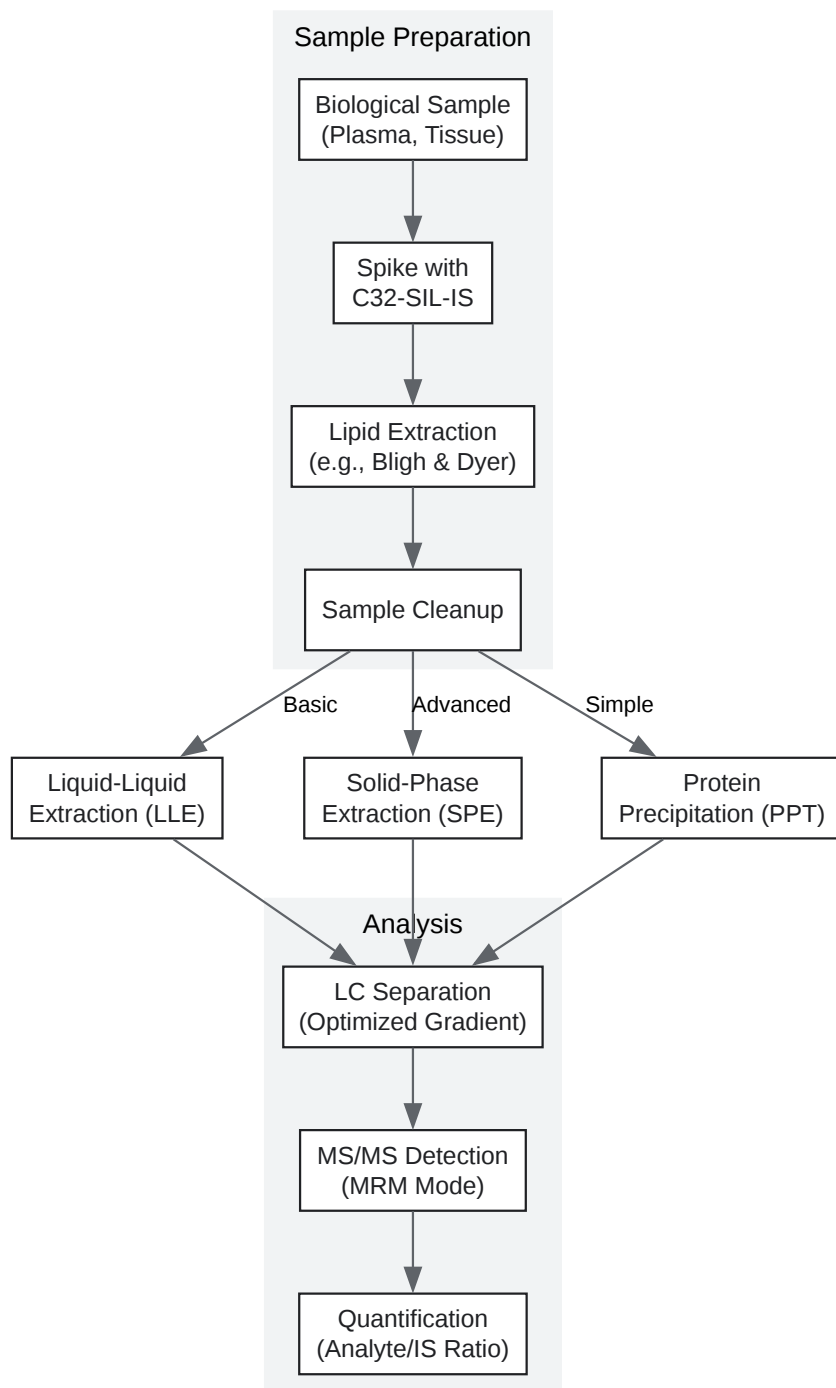 Sample Preparation
Biological Sample
(Plasma, Tissue)
Spike with
C32-SIL-IS
Lipid Extraction
(e.g., Bligh & Dyer)
Sample Cleanup
Basic
Advanced
Simple
Liquid-Liquid
Extraction (LLE)
Solid-Phase
Extraction (SPE)
Protein
Precipitation (PPT)
Analysis
LC Separation
(Optimized Gradient)
MS/MS Detection
(MRM Mode)
Quantification
(Analyte/IS Ratio)